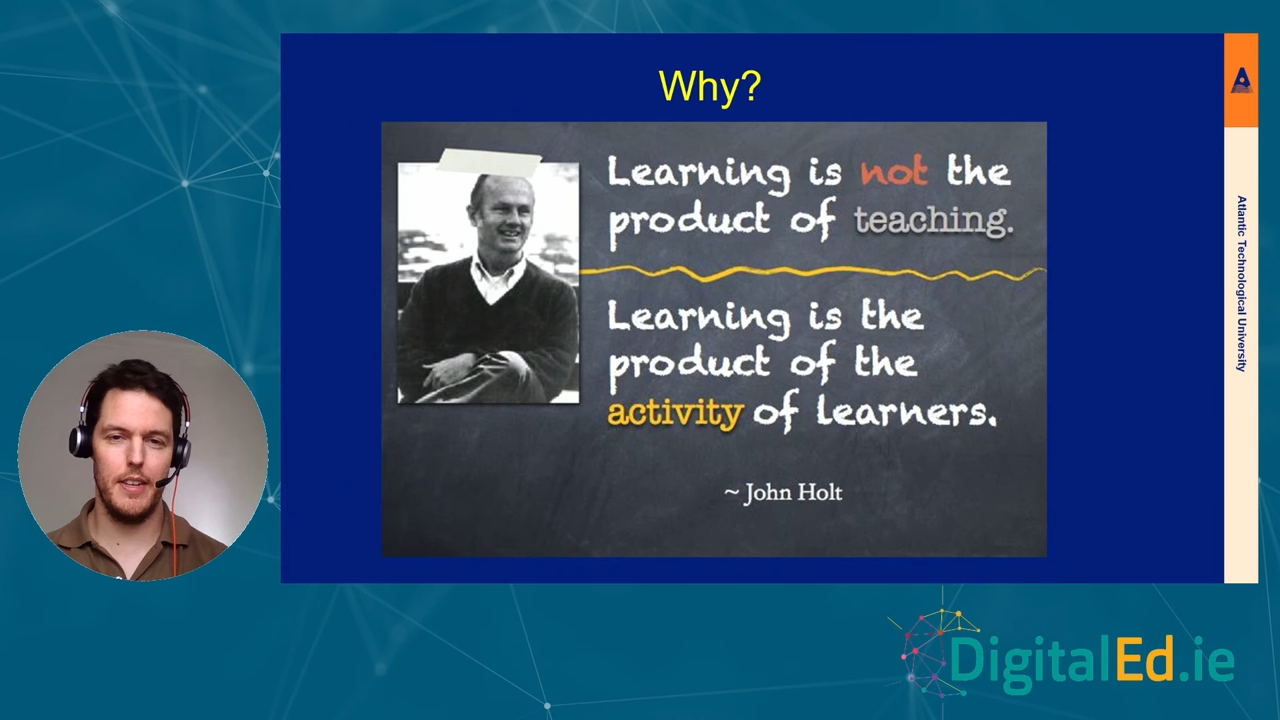 Why?
Learning is not the
product of teaching.
Learning is the
product of the
activity of learners.
~ John Holt
Atlantic Technological University
DigitalEd.ie